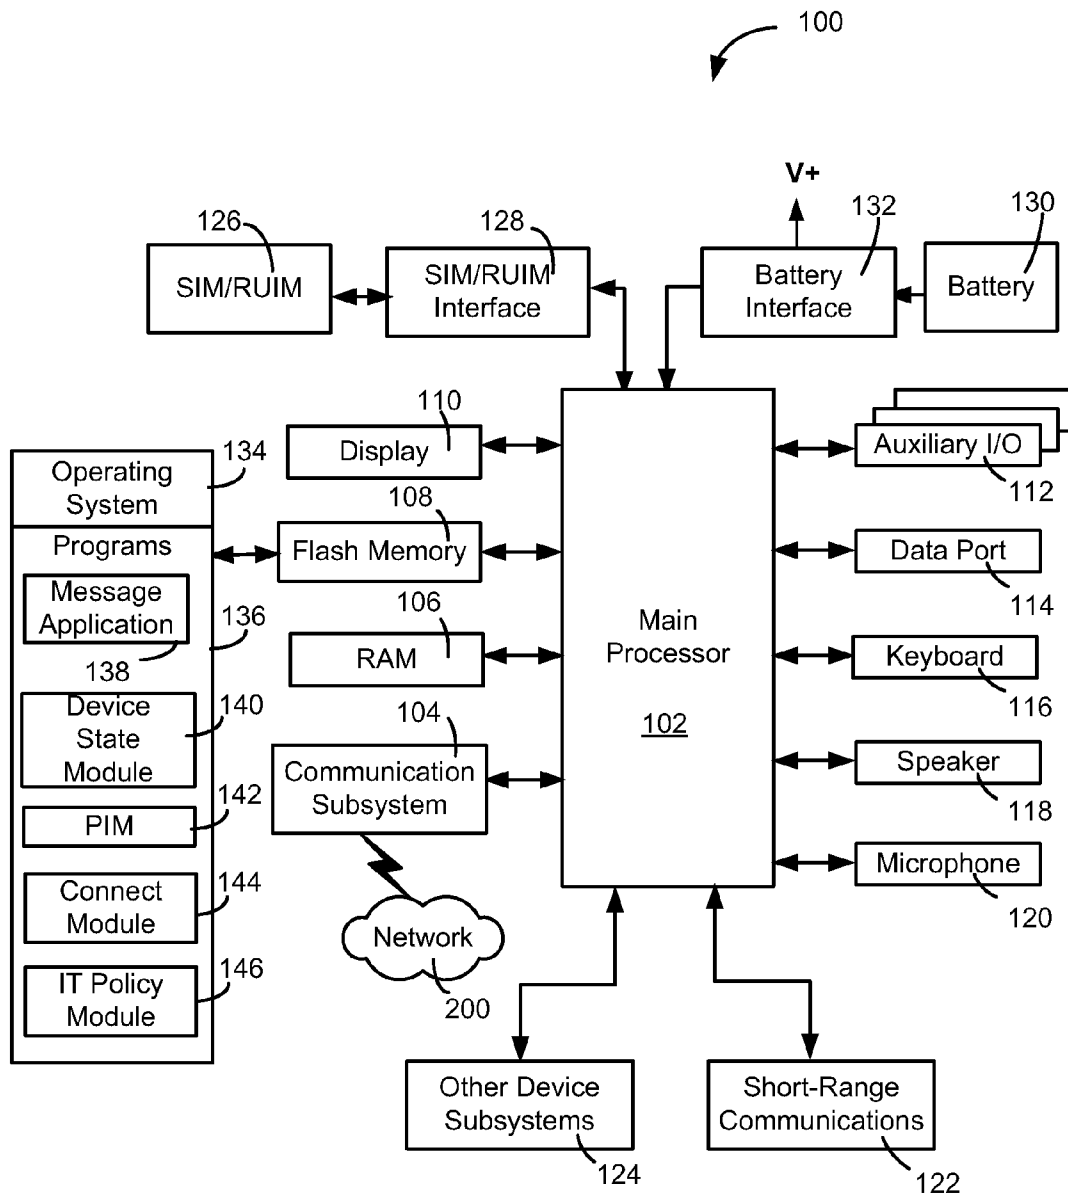 100
V+
126
128
132
130
SIM/RUIM
SIM/RUIM
Interface
Battery
Interface
Battery
110
Display
Auxiliary I/O
112
134
Operating
System
108
Flash Memory
Data Port
114
Programs
Message
Application
138
136
106
RAM
Main
Processor
102
Keyboard
116
140
Device
State
Module
104
Communication
Subsystem
Speaker
118
142
PIM
Microphone
120
144
Connect
Module
Network
200
146
IT Policy
Module
Other Device
Subsystems
124
Short-Range
Communications
122